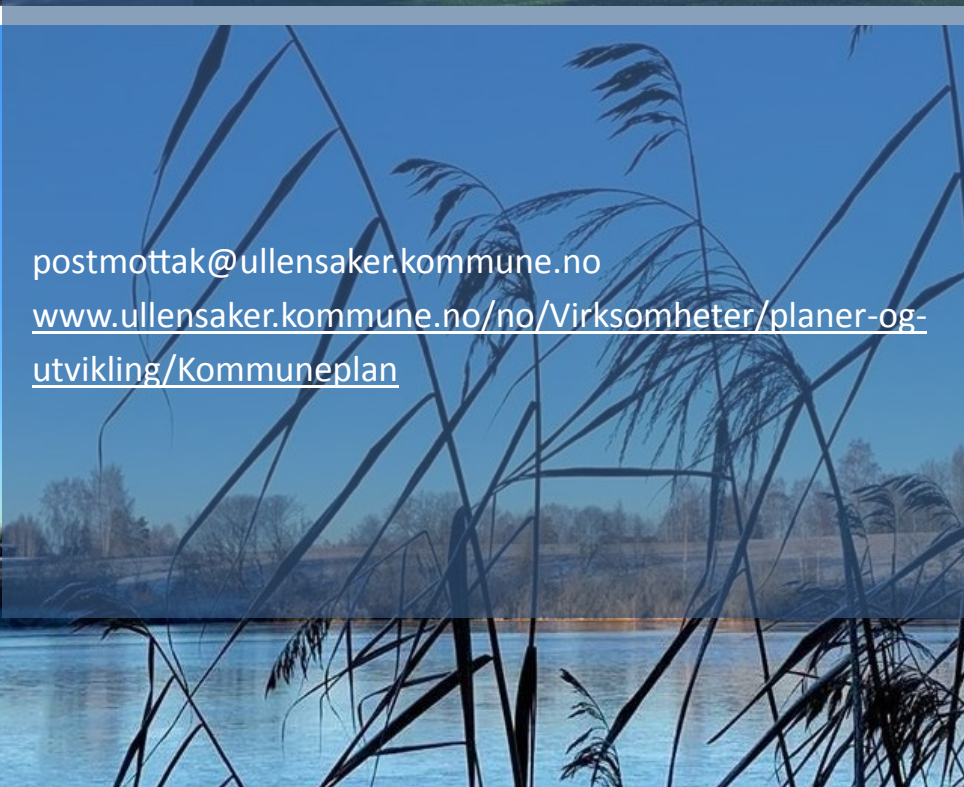 postmottak@ullensaker.kommune.no
www.ullensaker.kommune.no/no/Virksomheter/planer-og-
utvikling/Kommuneplan